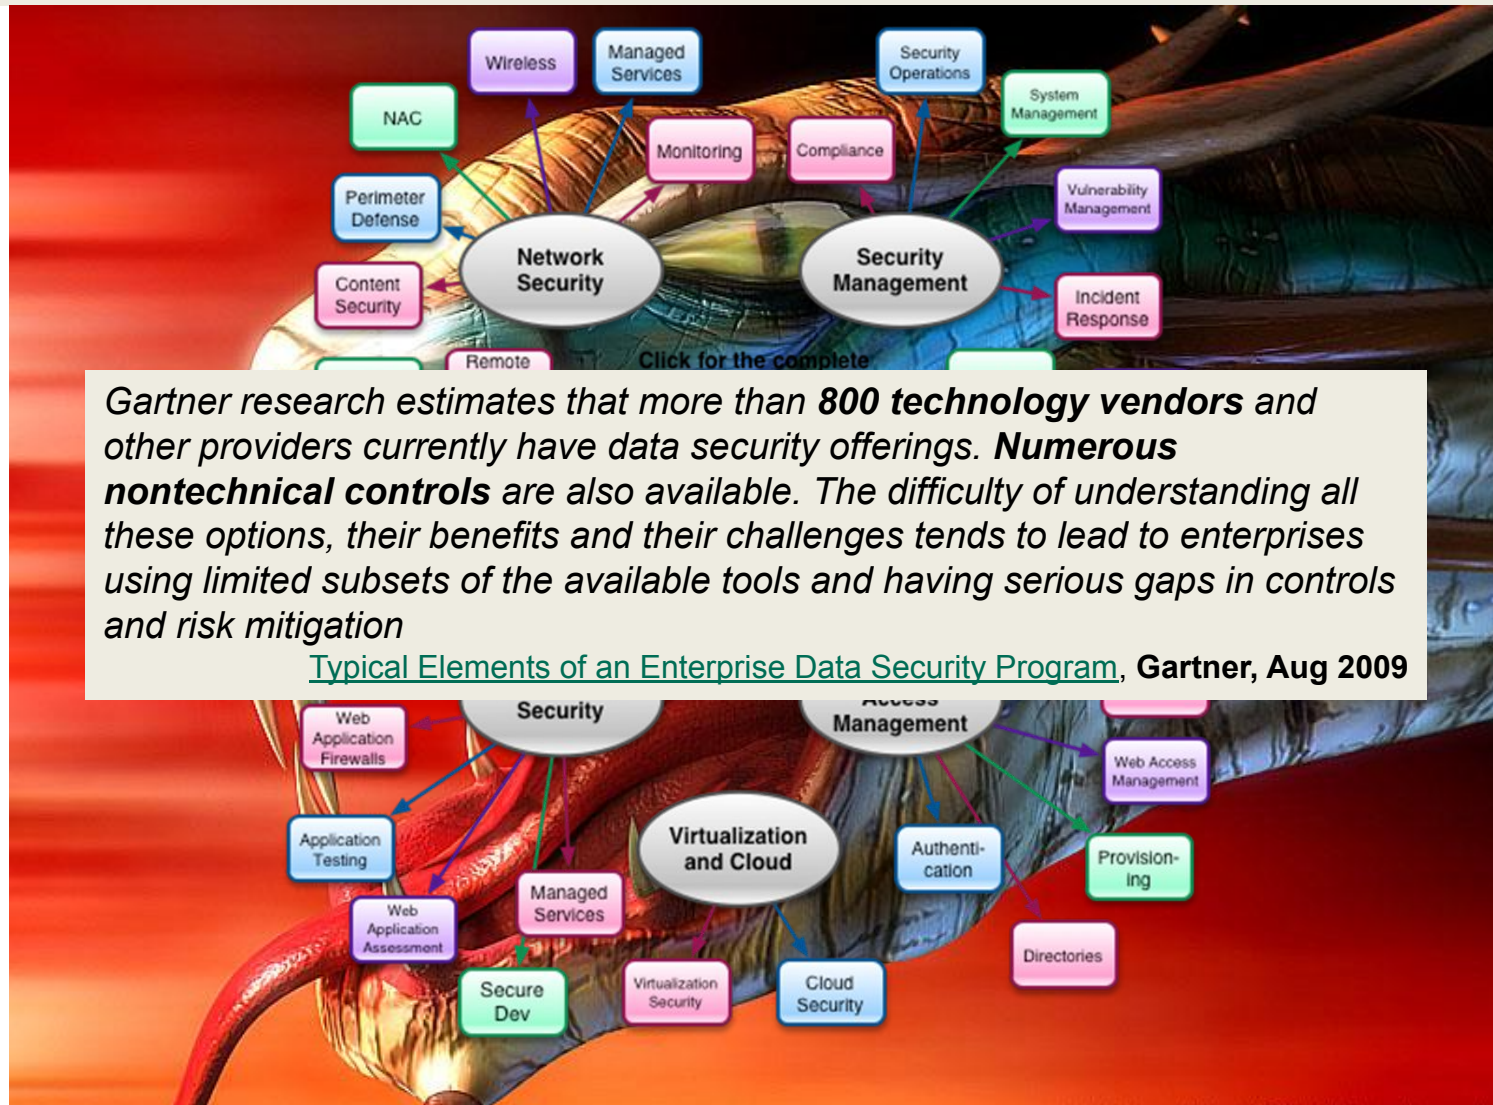 Wireless
Managed
Services
Security
Operations
NAC
System
Management
Monitoring
Compliance
Perimeter
Defense
Vulnerability
Management
Network
Security
Security
Management
Content
Security
Incident
Response
Remote
Click for the complete
Gartner research estimates that more than 800 technology vendors and
other providers currently have data security offerings. Numerous
nontechnical controls are also available. The difficulty of understanding all
these options, their benefits and their challenges tends to lead to enterprises
using limited subsets of the available tools and having serious gaps in controls
and risk mitigation
Typical Elements of an Enterprise Data Security Program, Gartner, Aug 2009
Security
Access
Management
Web
Application
Firewalls
Web Access
Management
Application
Testing
Virtualization
and Cloud
Authenti-
cation
Provision-
ing
Managed
Services
Web
Application
Assessment
Directories
Secure
Dev
Virtualization
Security
Cloud
Security